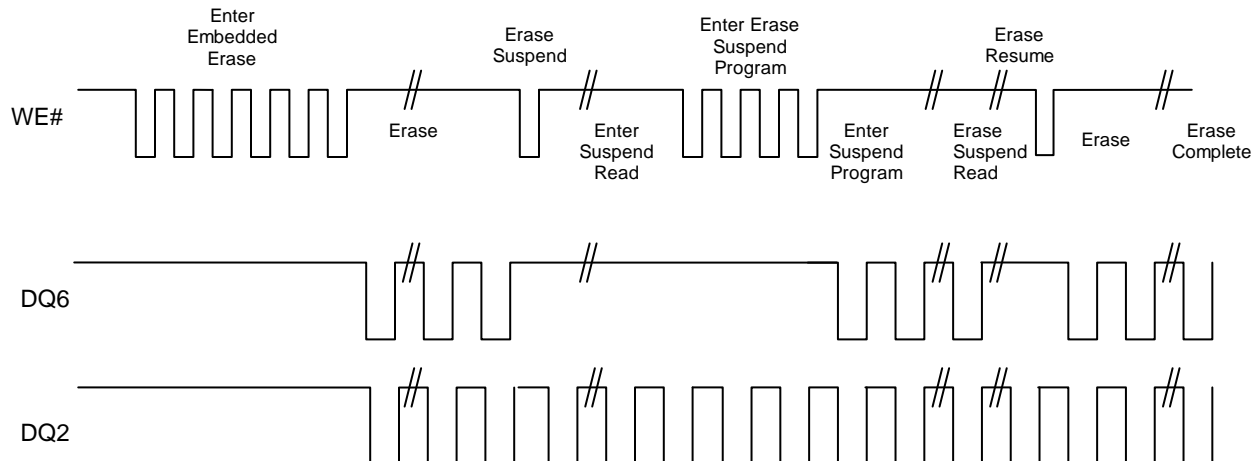 Enter
Embedded
Erase
Erase
Suspend
Enter Erase
Suspend
Program
Erase
Resume
WE#
Erase
Enter
Suspend
Read
Enter
Suspend
Program
Erase
Suspend
Read
Erase
Erase
Complete
DQ6
DQ2